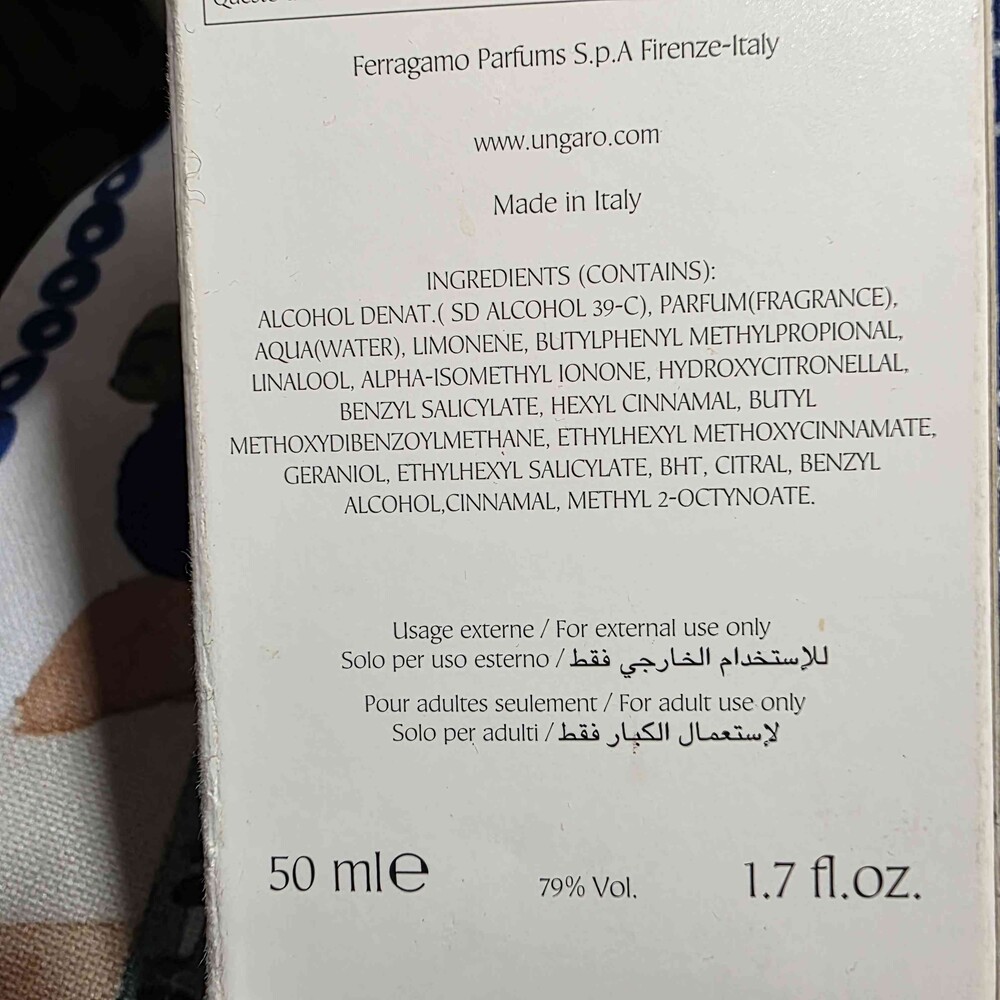 Ferragamo Parfums S.p.A Firenze-Italy
www.ungaro.com
Made in Italy
INGREDIENTS (CONTAINS):
ALCOHOL DENAT.( SD ALCOHOL 39-C), PARFUM(FRAGRANCE),
AQUA(WATER), LIMONENE, BUTYLPHENYL METHYLPROPIONAL,
LINALOOL, ALPHA-ISOMETHYL IONONE, HYDROXYCITRONELLAL,
BENZYL SALICYLATE, HEXYL CINNAMAL, BUTYL
METHOXYDIBENZOYLMETHANE, ETHYLHEXYL METHOXYCINNAMATE,
GERANIOL, ETHYLHEXYL SALICYLATE, BHT, CITRAL, BENZYL
ALCOHOL,CINNAMAL, METHYL 2-OCTYNOATE.
Usage externe / For external use only
Solo per uso esterno / للإستخدام الخارجي فقط
Pour adultes seulement / For adult use only
Solo per adulti / لإستعمال الكبار فقط
50 ml℮
79% Vol.
1.7 fl.oz.